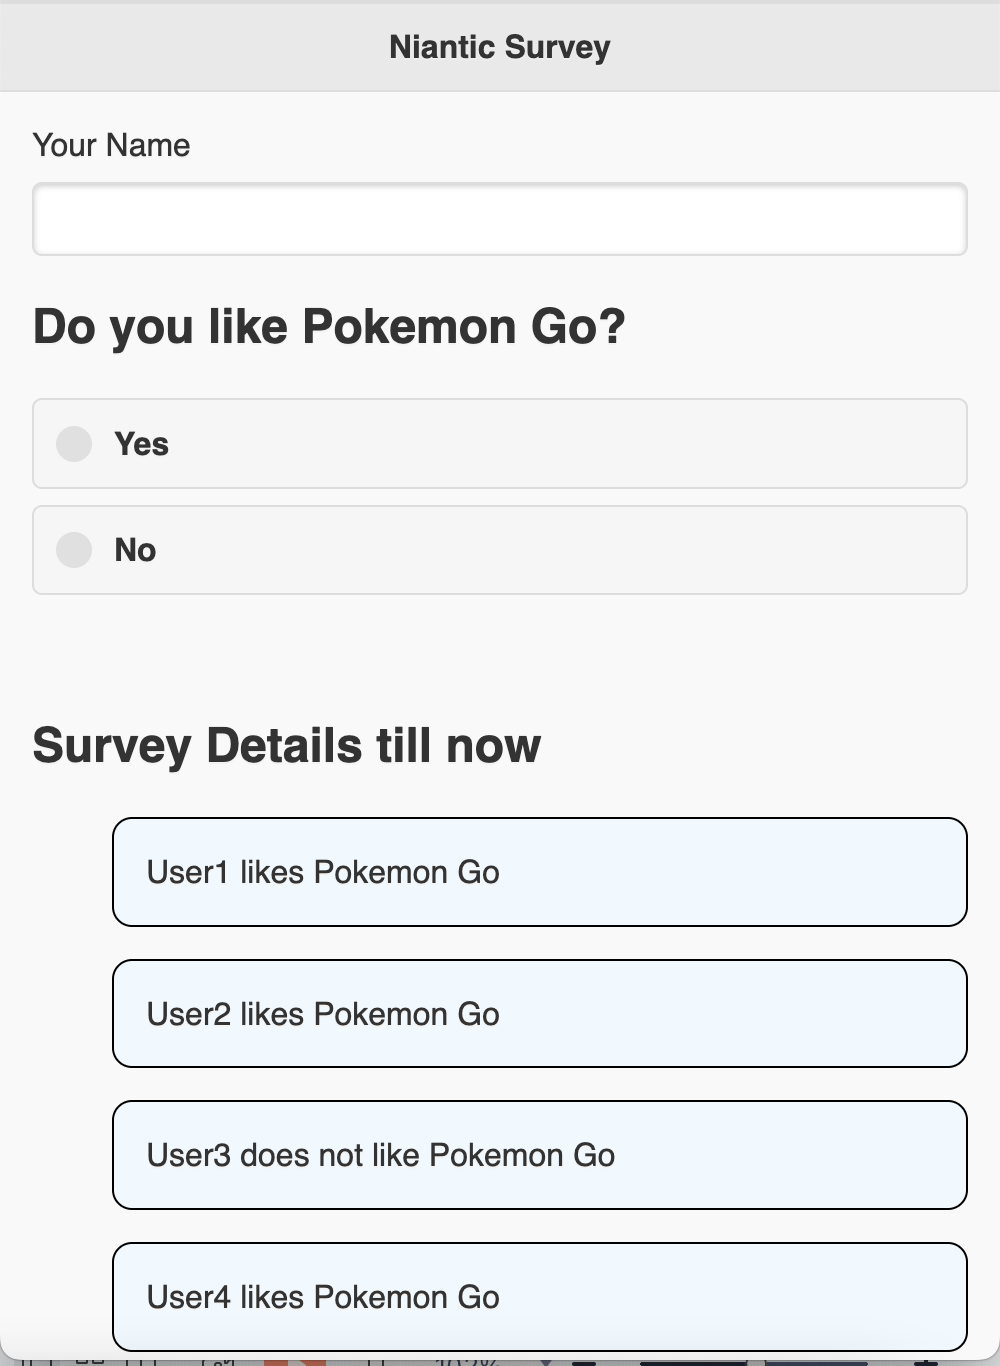 Niantic Survey
Your Name
Do you like Pokemon Go?
Yes
No
Survey Details till now
User1 likes Pokemon Go
User2 likes Pokemon Go
User3 does not like Pokemon Go
User4 likes Pokemon Go